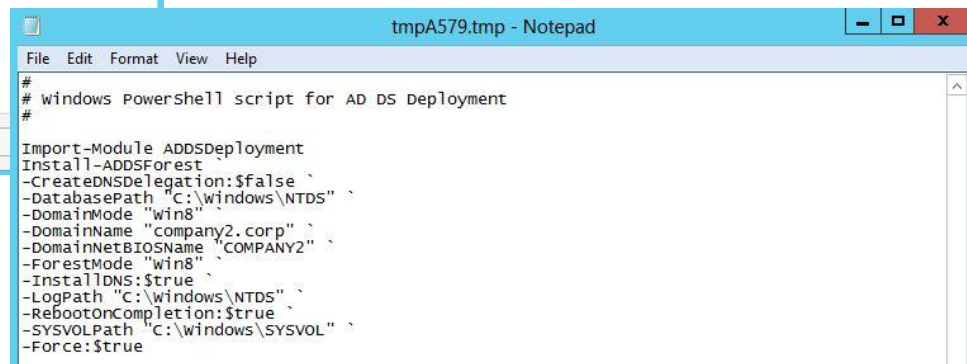 tmpA579.tmp - Notepad
File Edit Format View Help
#
# Windows PowerShell script for AD DS Deployment
#
Import-Module ADDSDeployment
Install-ADDSForest `
-CreateDNSDelegation:$false `
-DatabasePath "C:\Windows\NTDS" `
-DomainMode "Win8" `
-DomainName "company2.corp" `
-DomainNetBIOSName "COMPANY2" `
-ForestMode "Win8" `
-InstallDNS:$true `
-LogPath "C:\Windows\NTDS" `
-RebootOnCompletion:$true `
-SYSVOLPath "C:\Windows\SYSVOL" `
-Force:$true